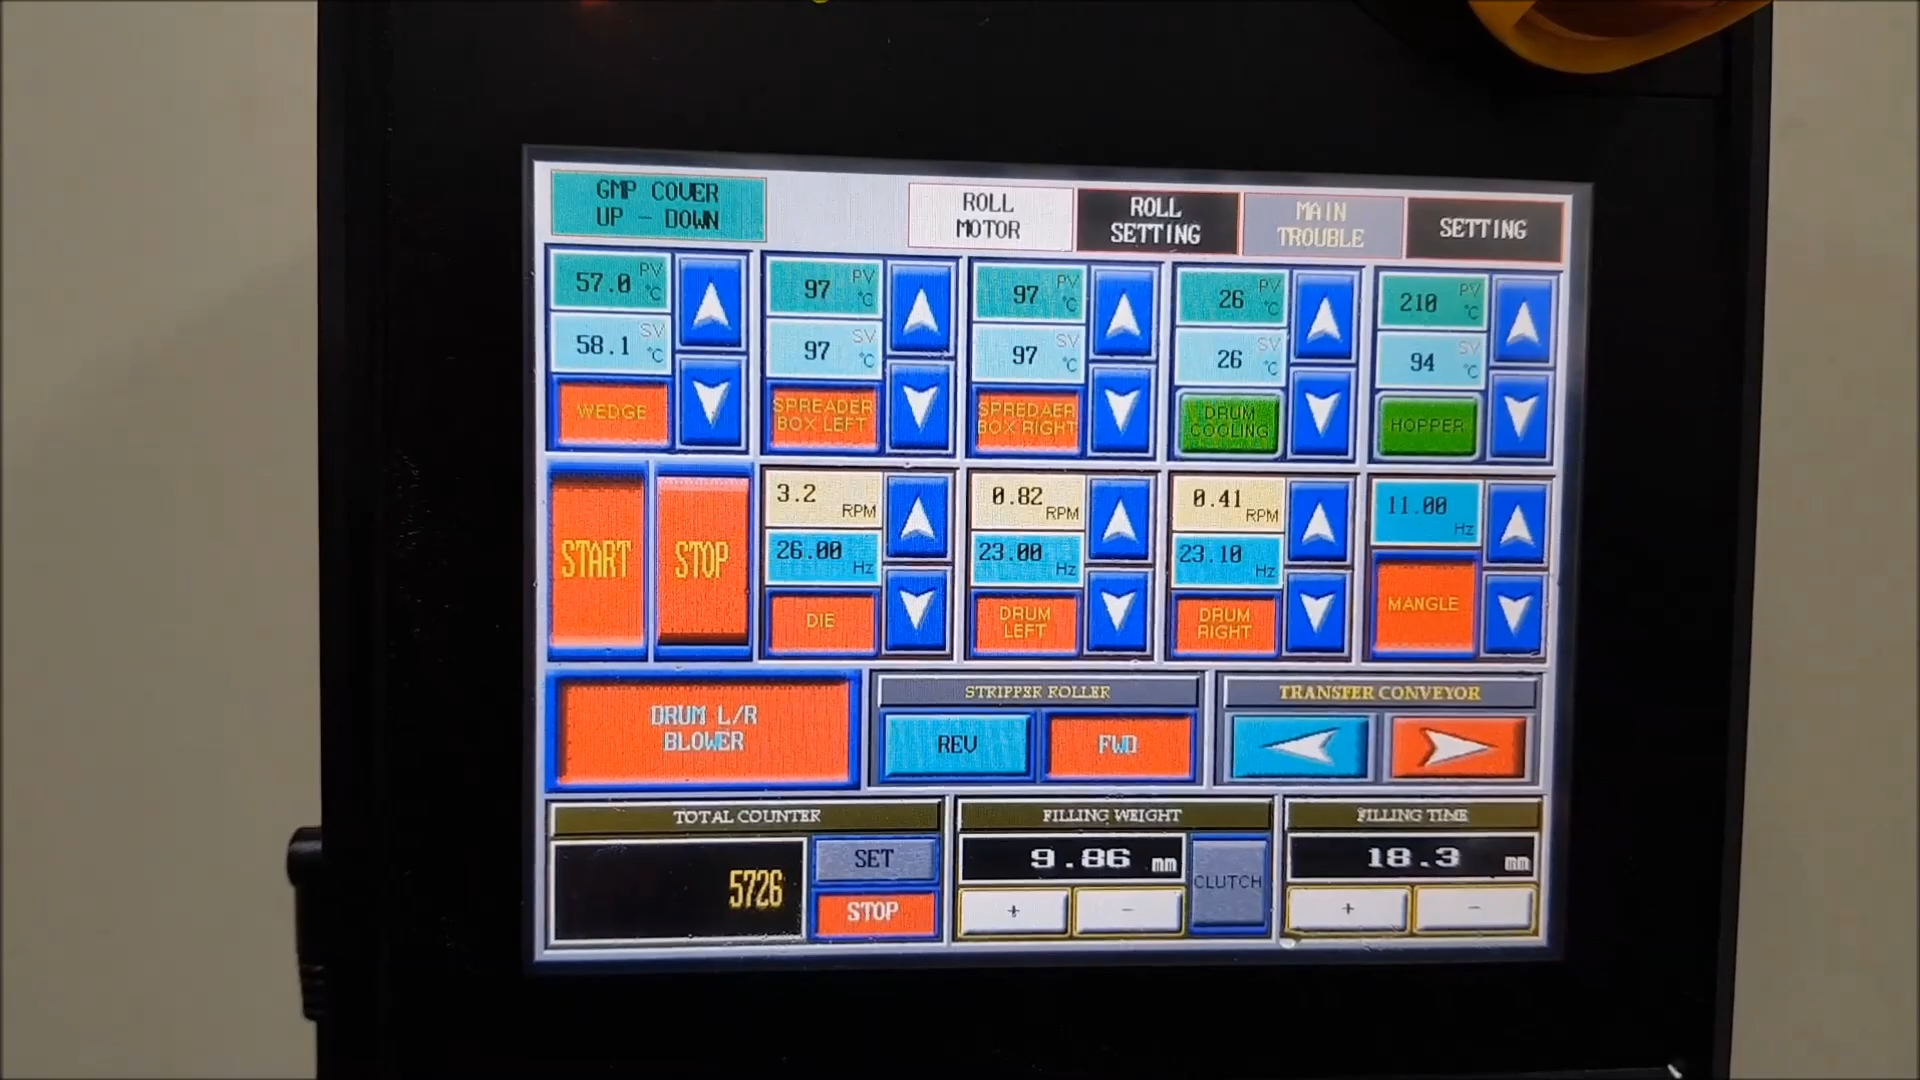 GMP COVER
UP - DOWN
ROLL
MOTOR
ROLL
SETTING
MAIN
TROUBLE
SETTING
57.0 PV °C
58.1 SV °C
WEDGE
97 PV °C
97 SV °C
SPREADER
BOX LEFT
97 PV °C
97 SV °C
SPREDAER
BOX RIGHT
26 PV °C
26 SV °C
DRUM
COOLING
210 PV °C
94 SV °C
HOPPER
START
STOP
3.2 RPM
26.00 Hz
DIE
0.82 RPM
23.00 Hz
DRUM
LEFT
0.41 RPM
23.10 Hz
DRUM
RIGHT
11.00 Hz
MANGLE
DRUM L/R
BLOWER
STRIPPER ROLLER
REV
FWD
TRANSFER CONVEYOR
TOTAL COUNTER
5726
SET
STOP
FILLING WEIGHT
9.86 mm
+
-
CLUTCH
FILLING TIME
18.3 mm
+
-